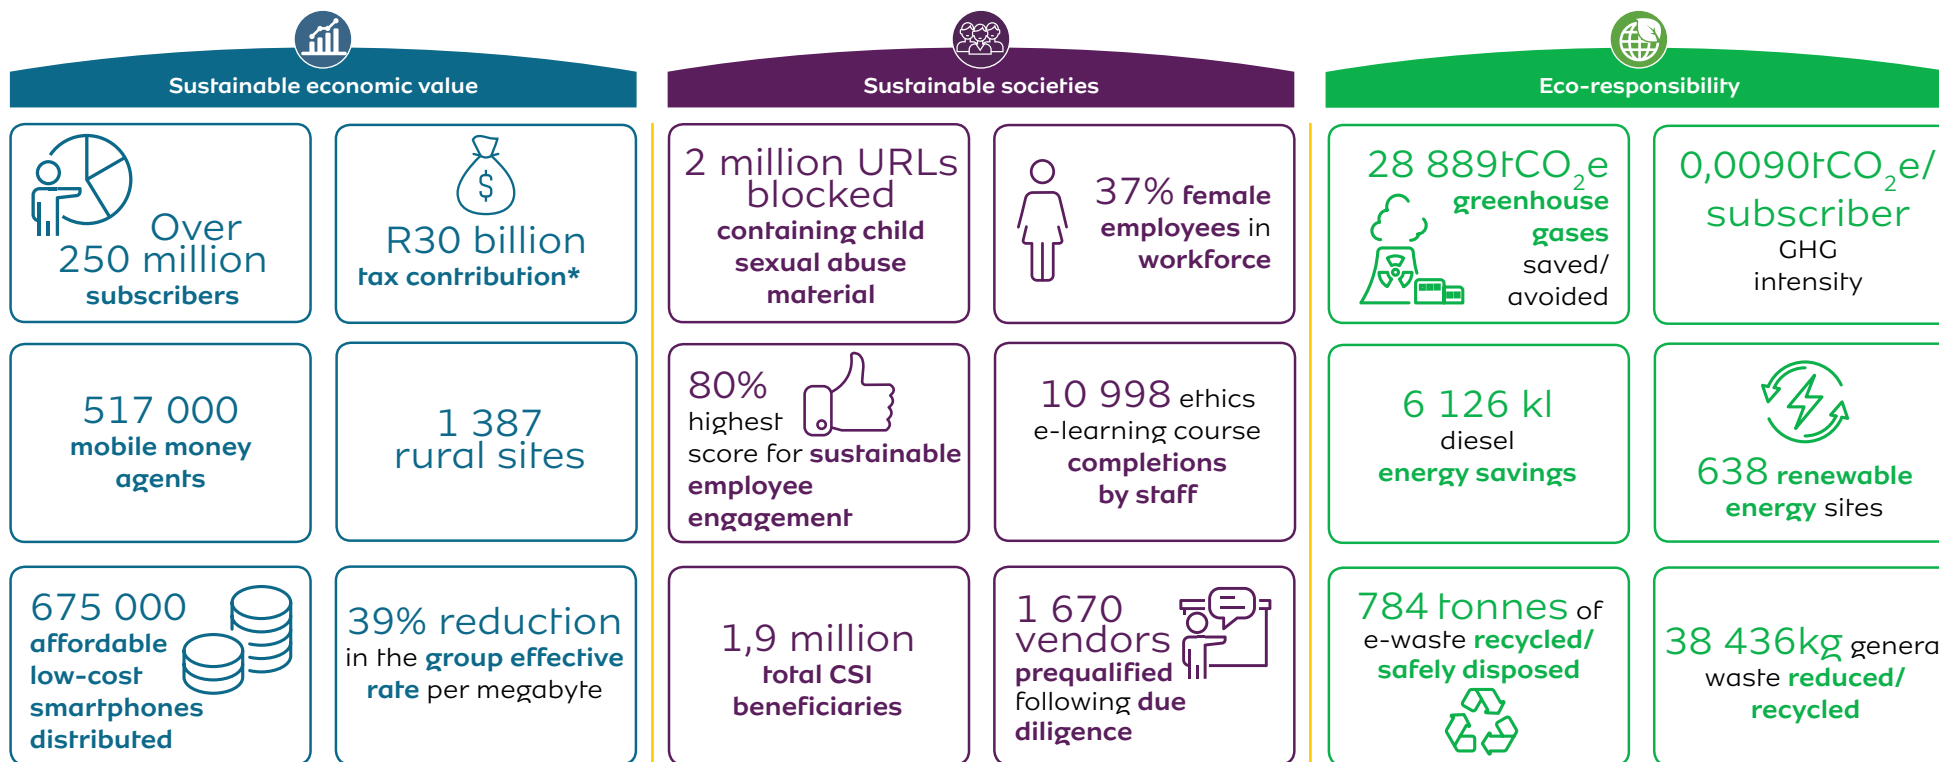 Sustainable economic value
Over
250 million
subscribers
R30 billion
tax contribution*
517 000
mobile money
agents
1 387
rural sites
675 000
affordable
low-cost
smartphones
distributed
39% reduction
in the group effective
rate per megabyte
Sustainable societies
2 million URLs
blocked
containing child
sexual abuse
material
37% female
employees in
workforce
80%
highest
score for sustainable
employee
engagement
10 998 ethics
e-learning course
completions
by staff
1,9 million
total CSI
beneficiaries
1 670
vendors
prequalified
following due
diligence
Eco-responsibility
28 889tCO₂e
greenhouse
gases
saved/
avoided
0,0090tCO₂e/
subscriber
GHG
intensity
6 126 kl
diesel
energy savings
638 renewable
energy sites
784 tonnes of
e-waste recycled/
safely disposed
38 436kg genera
waste reduced/
recycled